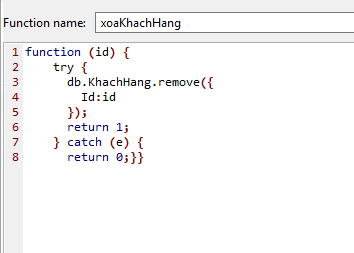 Function name: xoaKhachHang
1 function (id) {
2 try {
3 db.KhachHang.remove({
4 Id:id
5 });
6 return 1;
7 } catch (e) {
8 return 0;}}